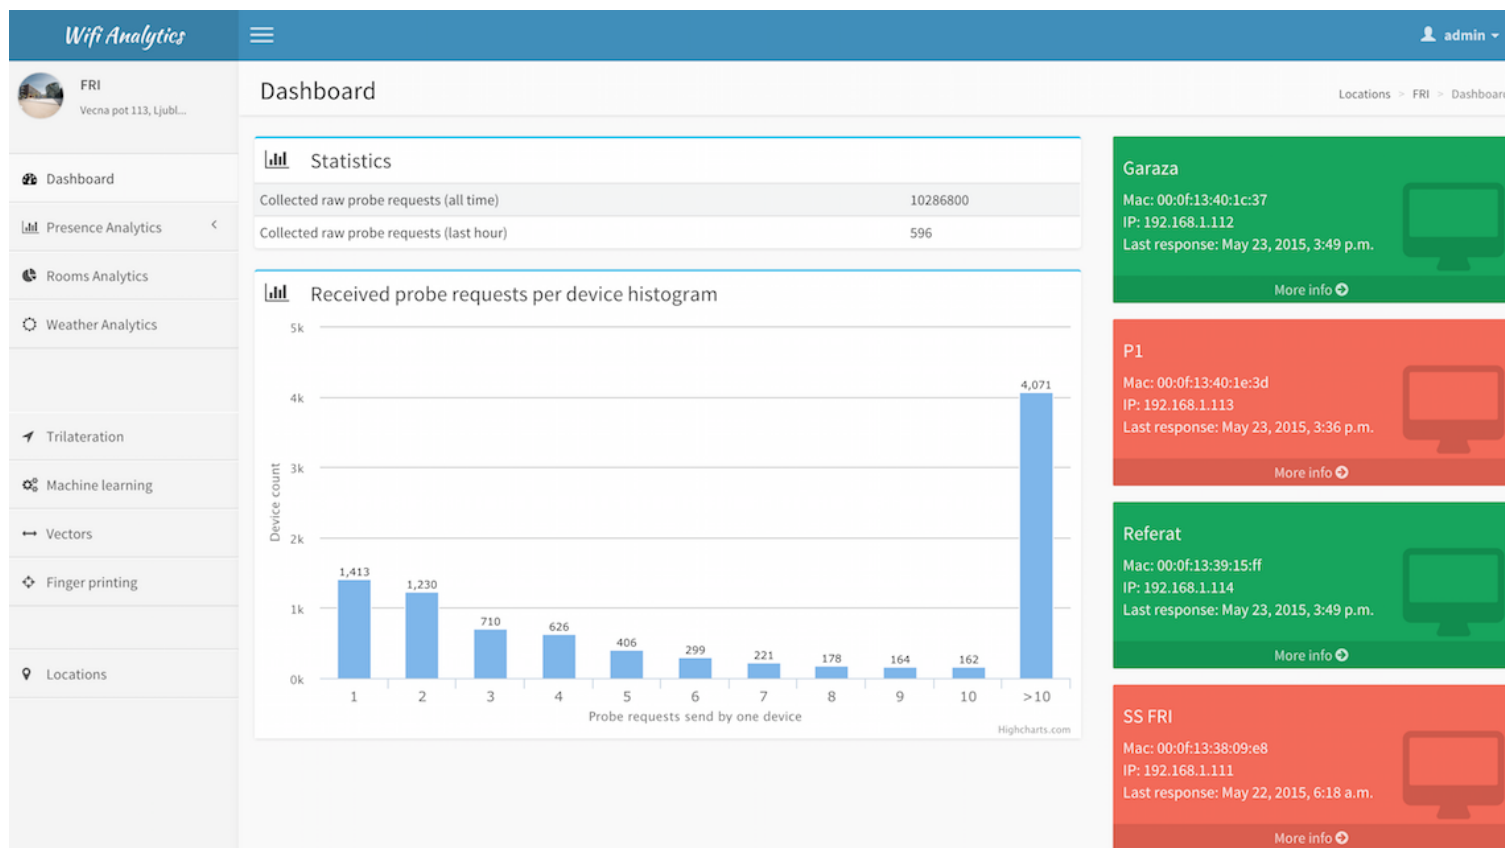 Wifi Analytics
admin
FRI
Vecna pot 113, Ljubl...
Dashboard
Presence Analytics
Rooms Analytics
Weather Analytics
Trilateration
Machine learning
Vectors
Finger printing
Locations
Dashboard
Locations > FRI > Dashboard
Statistics
Collected raw probe requests (all time) 10286800
Collected raw probe requests (last hour) 596
Received probe requests per device histogram
5k
4k
3k
2k
1k
0k
Device count
1,413
1,230
710
626
406
299
221
178
164
162
4,071
1 2 3 4 5 6 7 8 9 10 >10
Probe requests send by one device
Highcharts.com
Garaza
Mac: 00:0f:13:40:1c:37
IP: 192.168.1.112
Last response: May 23, 2015, 3:49 p.m.
More info
P1
Mac: 00:0f:13:40:1e:3d
IP: 192.168.1.113
Last response: May 23, 2015, 3:36 p.m.
More info
Referat
Mac: 00:0f:13:39:15:ff
IP: 192.168.1.114
Last response: May 23, 2015, 3:49 p.m.
More info
SS FRI
Mac: 00:0f:13:38:09:e8
IP: 192.168.1.111
Last response: May 22, 2015, 6:18 a.m.
More info